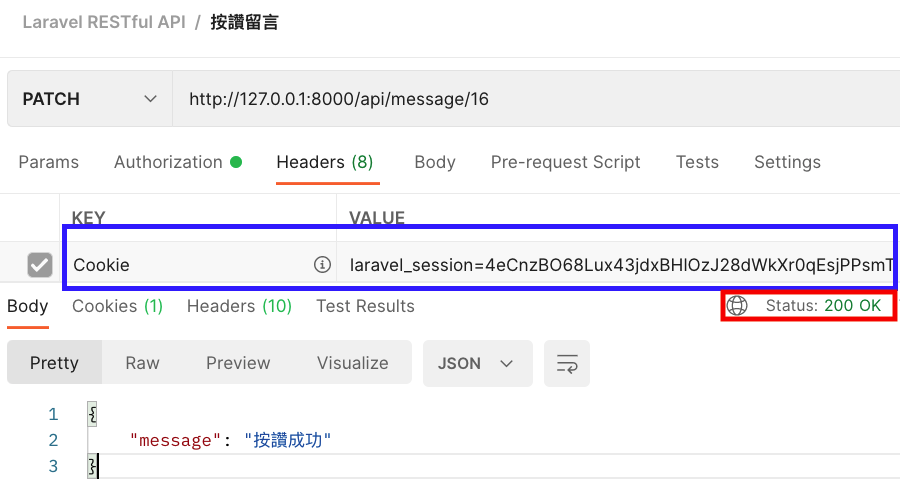 Laravel RESTful API / 按讚留言
PATCH http://127.0.0.1:8000/api/message/16
Params Authorization Headers (8) Body Pre-request Script Tests Settings
KEY VALUE
Cookie laravel_session=4eCnzBO68Lux43jdxBHlOzJ28dWkXr0qEsjPPsmT
Body Cookies (1) Headers (10) Test Results Status: 200 OK
Pretty Raw Preview Visualize JSON
1 {
2 "message": "按讚成功"
3 }